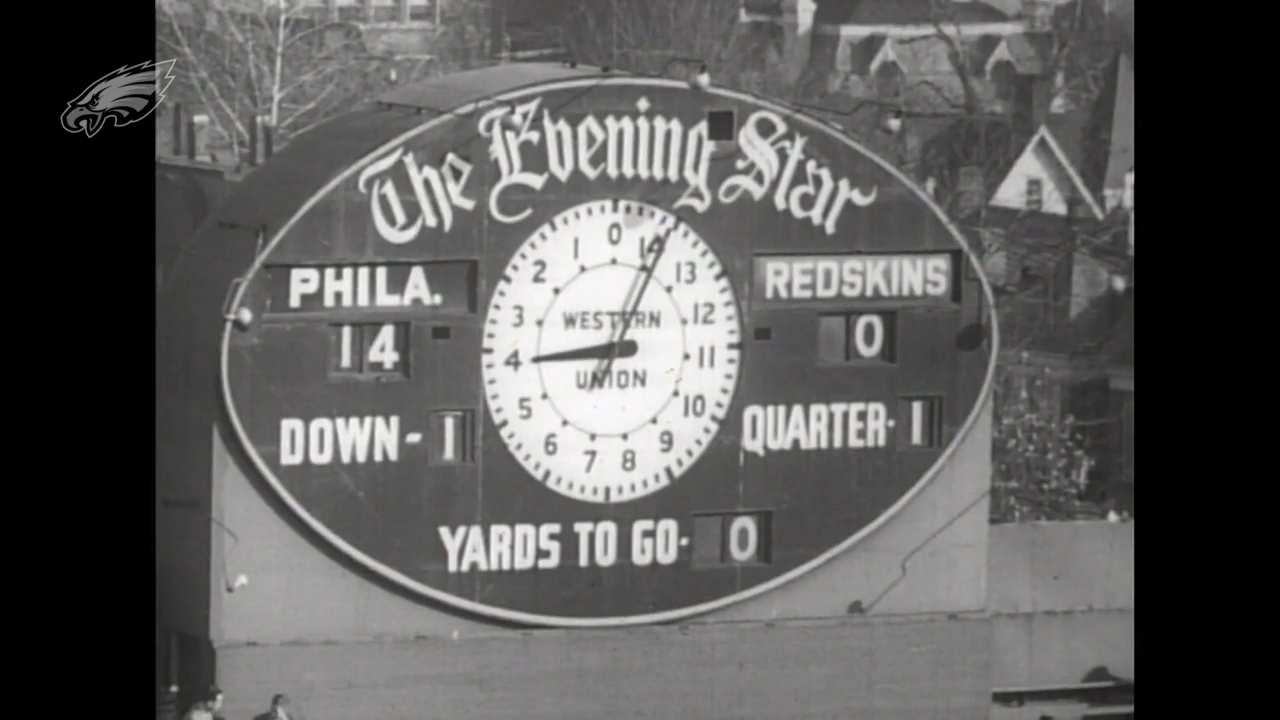 The Evening Star
PHILA.
REDSKINS
14
0
0 14 13 12 11 10 9 8 7 6 5 4 3 2 1
WESTERN
UNION
DOWN- 1
QUARTER- 1
YARDS TO GO- 0